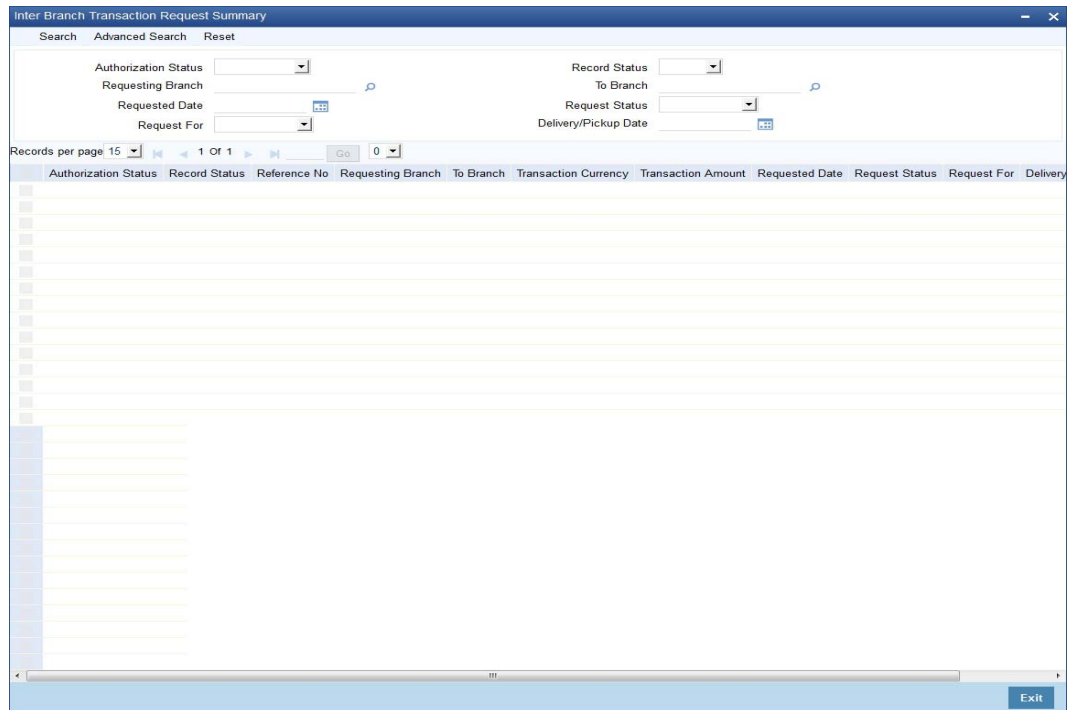 Inter Branch Transaction Request Summary
Search Advanced Search Reset
Authorization Status Record Status
Requesting Branch To Branch
Requested Date Request Status
Request For Delivery/Pickup Date
Records per page 15 1 Of 1 Go 0
Authorization Status Record Status Reference No Requesting Branch To Branch Transaction Currency Transaction Amount Requested Date Request Status Request For Delivery
Exit